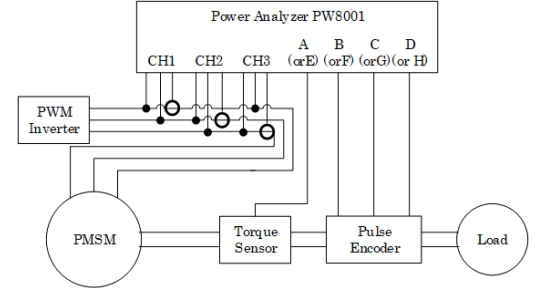 Power Analyzer PW8001
A B C D
CH1 CH2 CH3 (orE) (orF) (orG) (or H)
PWM
Inverter
PMSM
Torque
Sensor
Pulse
Encoder
Load